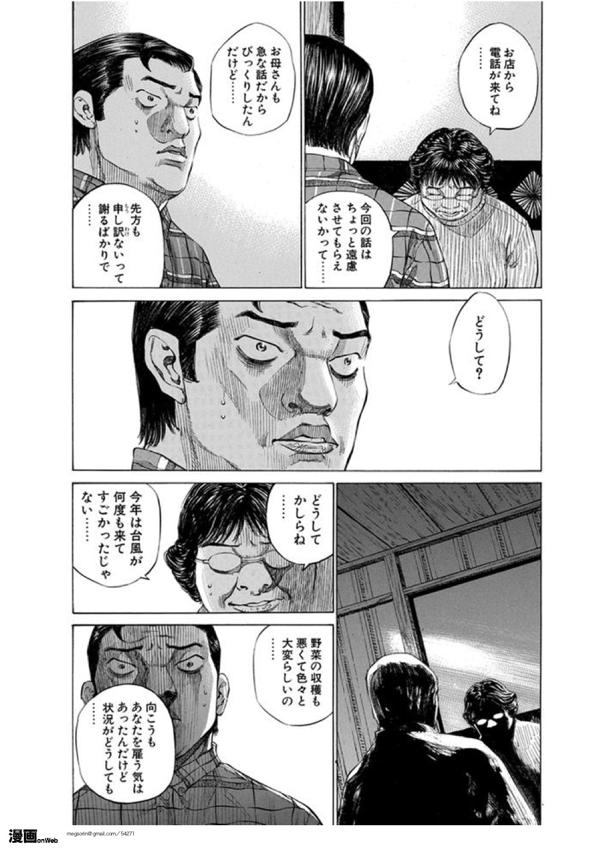 お店から
電話が来てね
……
今回の話は
ちょっと遠慮
させてもらえ
ないかって……
お母さんも
急な話だから
びっくりしたん
だけど……
先方も
申し訳ないって
謝るばかりで
……
どうして?
どうして
かしらね
……
今年は台風が
何度も来て
すごかったじゃ
ない……
野菜の収穫も
悪くて色々と
大変らしいの
……
向こうも
あなたを雇う気は
あったんだけど
状況がどうしても
……
漫画 on Web
megaorin@gmail.com/54271